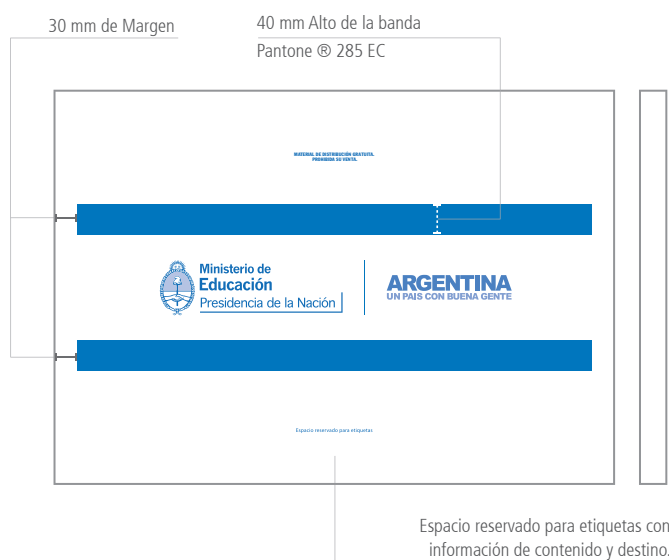 30 mm de Margen
40 mm Alto de la banda
Pantone ® 285 EC
MATERIAL DE DISTRIBUCIÓN GRATUITA.
PROHIBIDA SU VENTA.
Ministerio de
Educación
Presidencia de la Nación
ARGENTINA
UN PAIS CON BUENA GENTE
Espacio reservado para etiquetas
Espacio reservado para etiquetas con
información de contenido y destino.